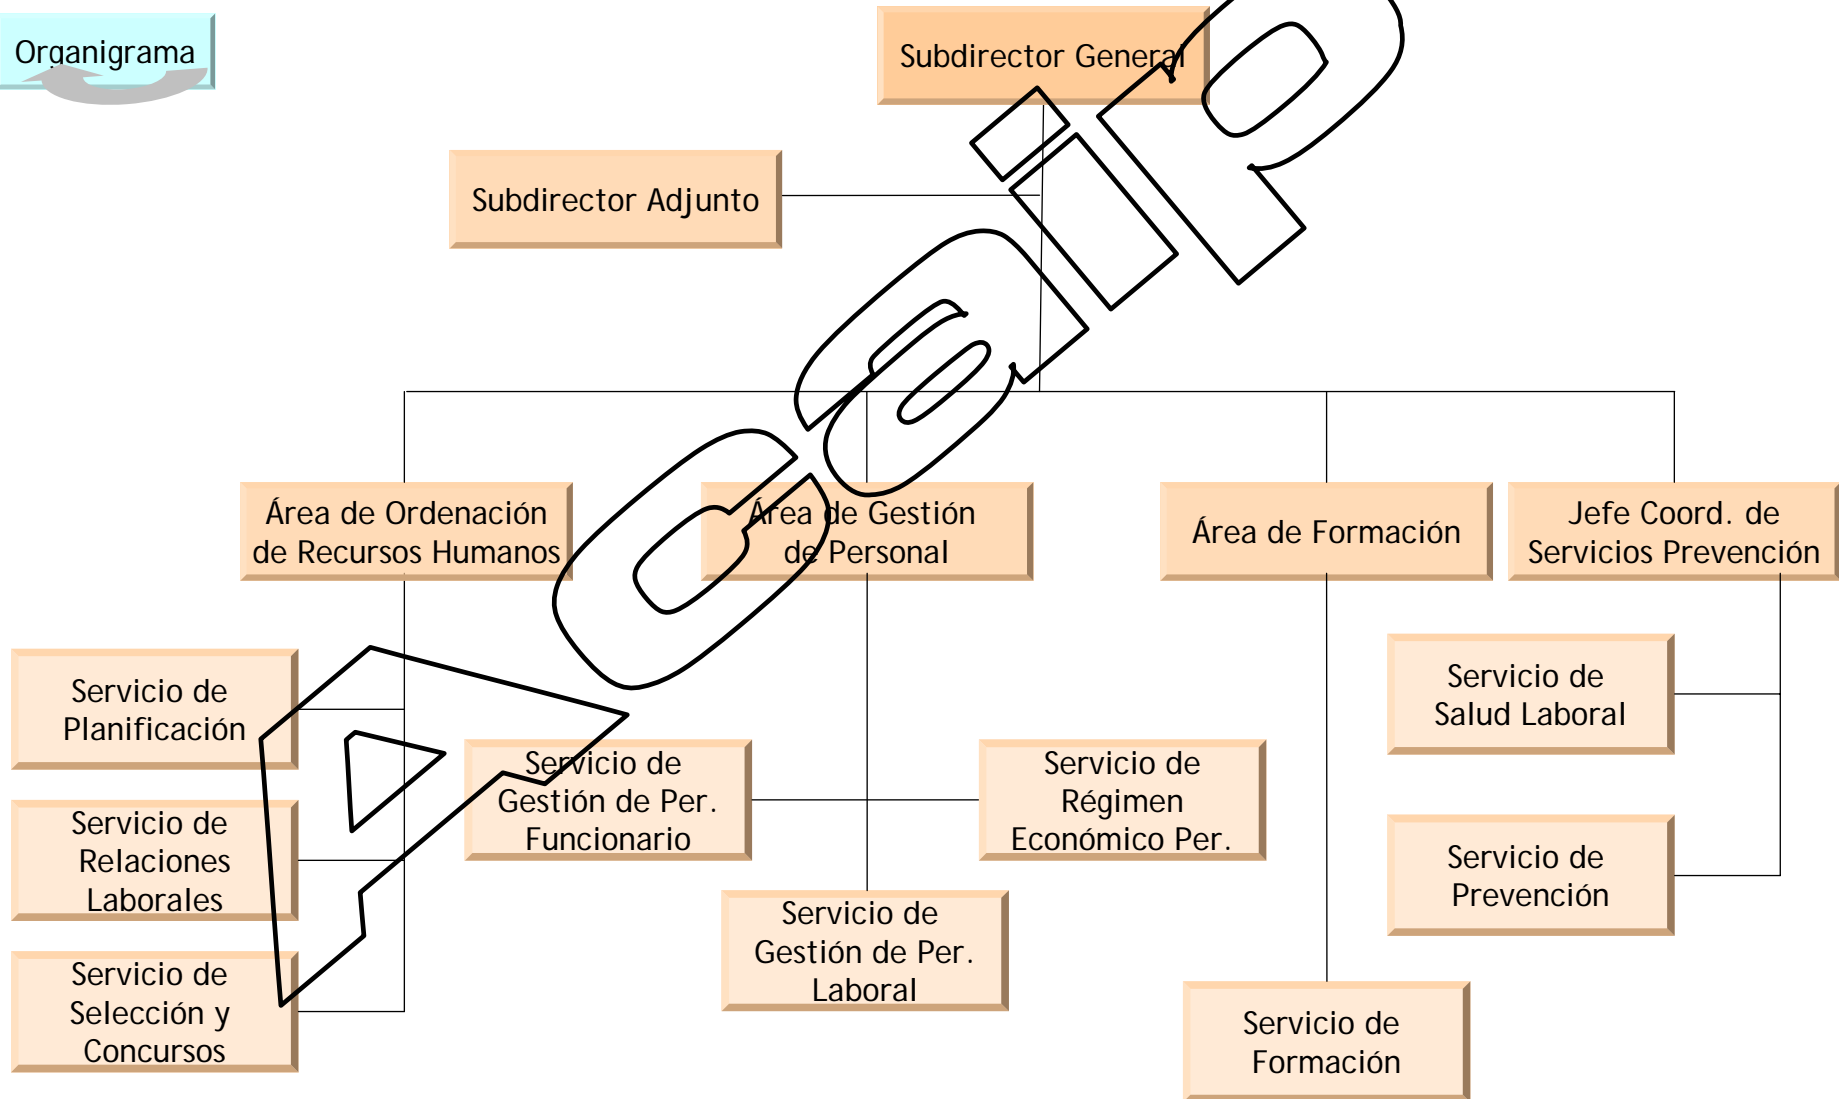 Organigrama
Subdirector General
Subdirector Adjunto
Área de Ordenación
de Recursos Humanos
Área de Gestión
de Personal
Área de Formación
Jefe Coord. de
Servicios Prevención
Servicio de
Planificación
Servicio de
Relaciones
Laborales
Servicio de
Selección y
Concursos
Servicio de
Gestión de Per.
Funcionario
Servicio de
Régimen
Económico Per.
Servicio de
Gestión de Per.
Laboral
Servicio de
Formación
Servicio de
Salud Laboral
Servicio de
Prevención
Acaip